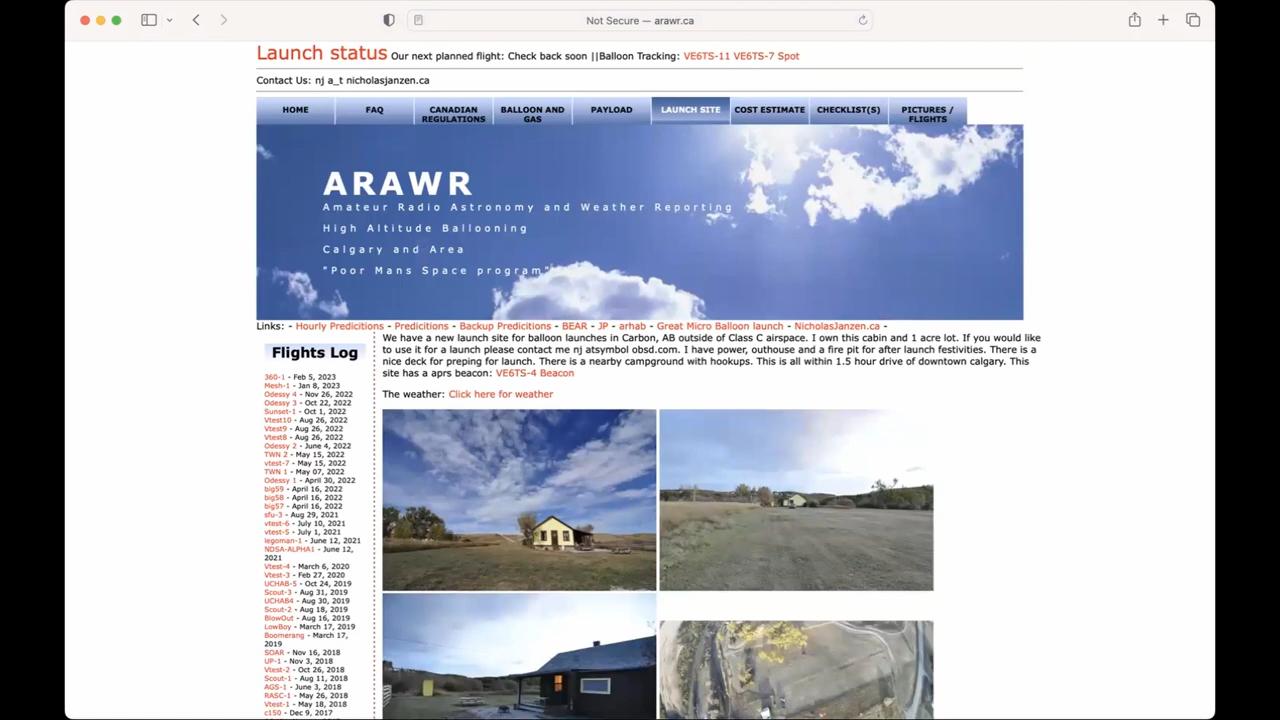 Not Secure — arawr.ca
Launch status Our next planned flight: Check back soon ||Balloon Tracking: VE6TS-11 VE6TS-7 Spot
Contact Us: nj a_t nicholasjanzen.ca
HOME
FAQ
CANADIAN
REGULATIONS
BALLOON AND
GAS
PAYLOAD
LAUNCH SITE
COST ESTIMATE
CHECKLIST(S)
PICTURES /
FLIGHTS
ARAWR
Amateur Radio Astronomy and Weather Reporting
High Altitude Ballooning
Calgary and Area
"Poor Mans Space program"
Links: - Hourly Predicitions - Predicitions - Backup Predicitions - BEAR - JP - arhab - Great Micro Balloon launch - NicholasJanzen.ca -
Flights Log
360-1 - Feb 5, 2023
Mesh-1 - Jan 8, 2023
Odessy 4 - Nov 26, 2022
Odessy 3 - Oct 22, 2022
Sunset-1 - Oct 1, 2022
Vtest10 - Aug 26, 2022
Vtest9 - Aug 26, 2022
Vtest8 - Aug 26, 2022
Odessy 2 - June 4, 2022
TWN 2 - May 15, 2022
vtest-7 - May 15, 2022
TWN 1 - May 07, 2022
Odessy 1 - April 30, 2022
big59 - April 16, 2022
big58 - April 16, 2022
big57 - April 16, 2022
sfu-3 - Aug 29, 2021
vtest-6 - July 10, 2021
vtest-5 - July 1, 2021
legoman-1 - June 12, 2021
NDSA-ALPHA1 - June 12,
2021
Vtest-4 - March 6, 2020
Vtest-3 - Feb 27, 2020
UCHAB-5 - Oct 24, 2019
Scout-3 - Aug 31, 2019
UCHAB4 - Aug 30, 2019
Scout-2 - Aug 18, 2019
BlowOut - Aug 16, 2019
LowBoy - March 17, 2019
Boomerang - March 17,
2019
SOAR - Nov 16, 2018
UP-1 - Nov 3, 2018
Vtest-2 - Oct 26, 2018
Scout-1 - Aug 11, 2018
AGS-1 - June 3, 2018
RASC-1 - May 26, 2018
Vtest-1 - May 18, 2018
c150 - Dec 9, 2017
We have a new launch site for balloon launches in Carbon, AB outside of Class C airspace. I own this cabin and 1 acre lot. If you would like
to use it for a launch please contact me nj atsymbol obsd.com. I have power, outhouse and a fire pit for after launch festivities. There is a
nice deck for preping for launch. There is a nearby campground with hookups. This is all within 1.5 hour drive of downtown calgary. This
site has a aprs beacon: VE6TS-4 Beacon
The weather: Click here for weather